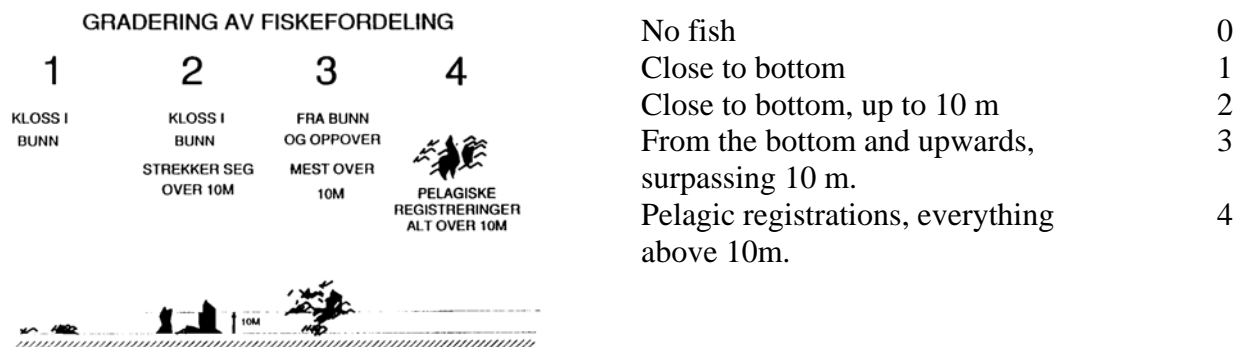 GRADERING AV FISKEFORDELING
1
2
3
4
KLOSS I
BUNN
KLOSS I
BUNN
STREKKER SEG
OVER 10M
FRA BUNN
OG OPPOVER
MEST OVER
10M
PELAGISKE
REGISTRERINGER
ALT OVER 10M
10M
No fish 0
Close to bottom 1
Close to bottom, up to 10 m 2
From the bottom and upwards, 3
surpassing 10 m.
Pelagic registrations, everything 4
above 10m.